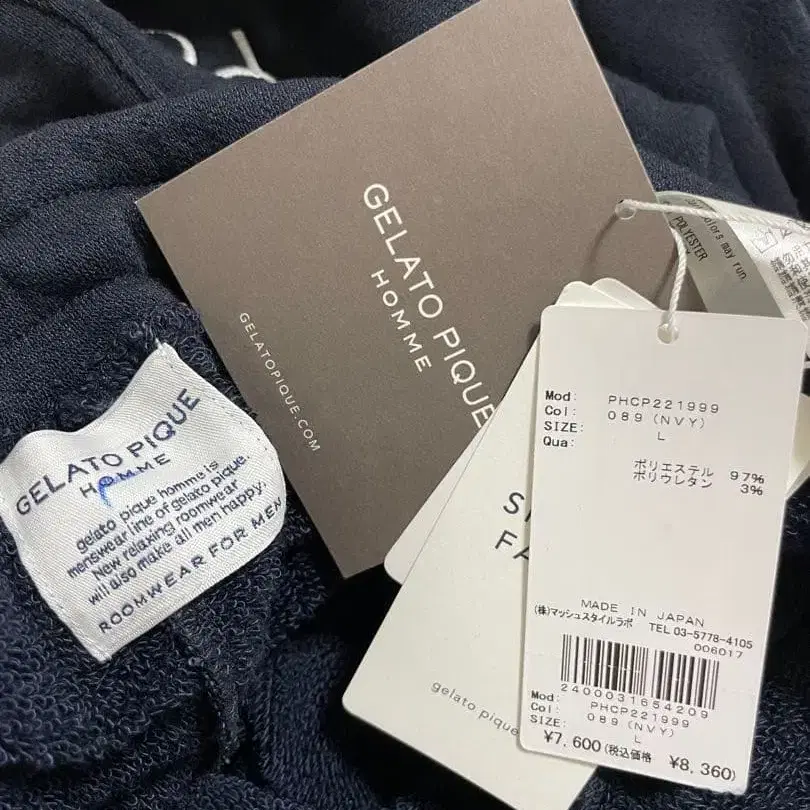 GELATO PIQUE
HOMME
GELATOPIQUE.COM
colors may run.
POLYESTER
GELATO PIQUE
HOMME
gelato pique homme is
menswear line of gelato pique.
New relaxing roomwear
will also make all men happy.
ROOMWEAR FOR MEN
gelato pique
Mod: PHCP221999
Col: 089 (NVY)
SIZE: L
Qua:
ポリエステル 97%
ポリウレタン 3%
MADE IN JAPAN
(株)マッシュスタイルラボ TEL 03-5778-4105
006017
2400031654209
Mod: PHCP221999
Col: 089 (NVY)
SIZE: L
¥7,600(税込価格 ¥8,360)